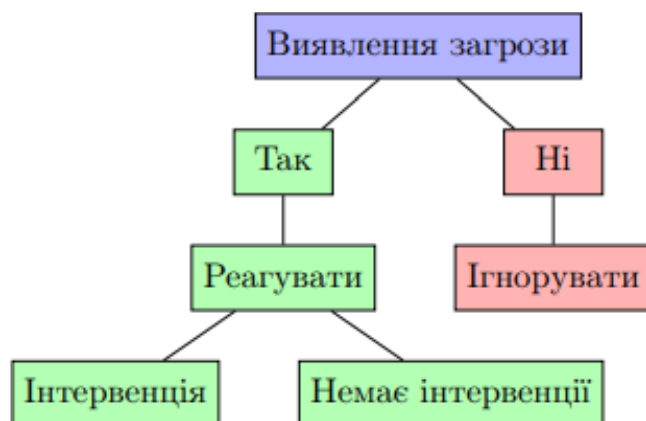 Виявлення загрози
Так
Ні
Реагувати
Ігнорувати
Інтервенція
Немає інтервенції